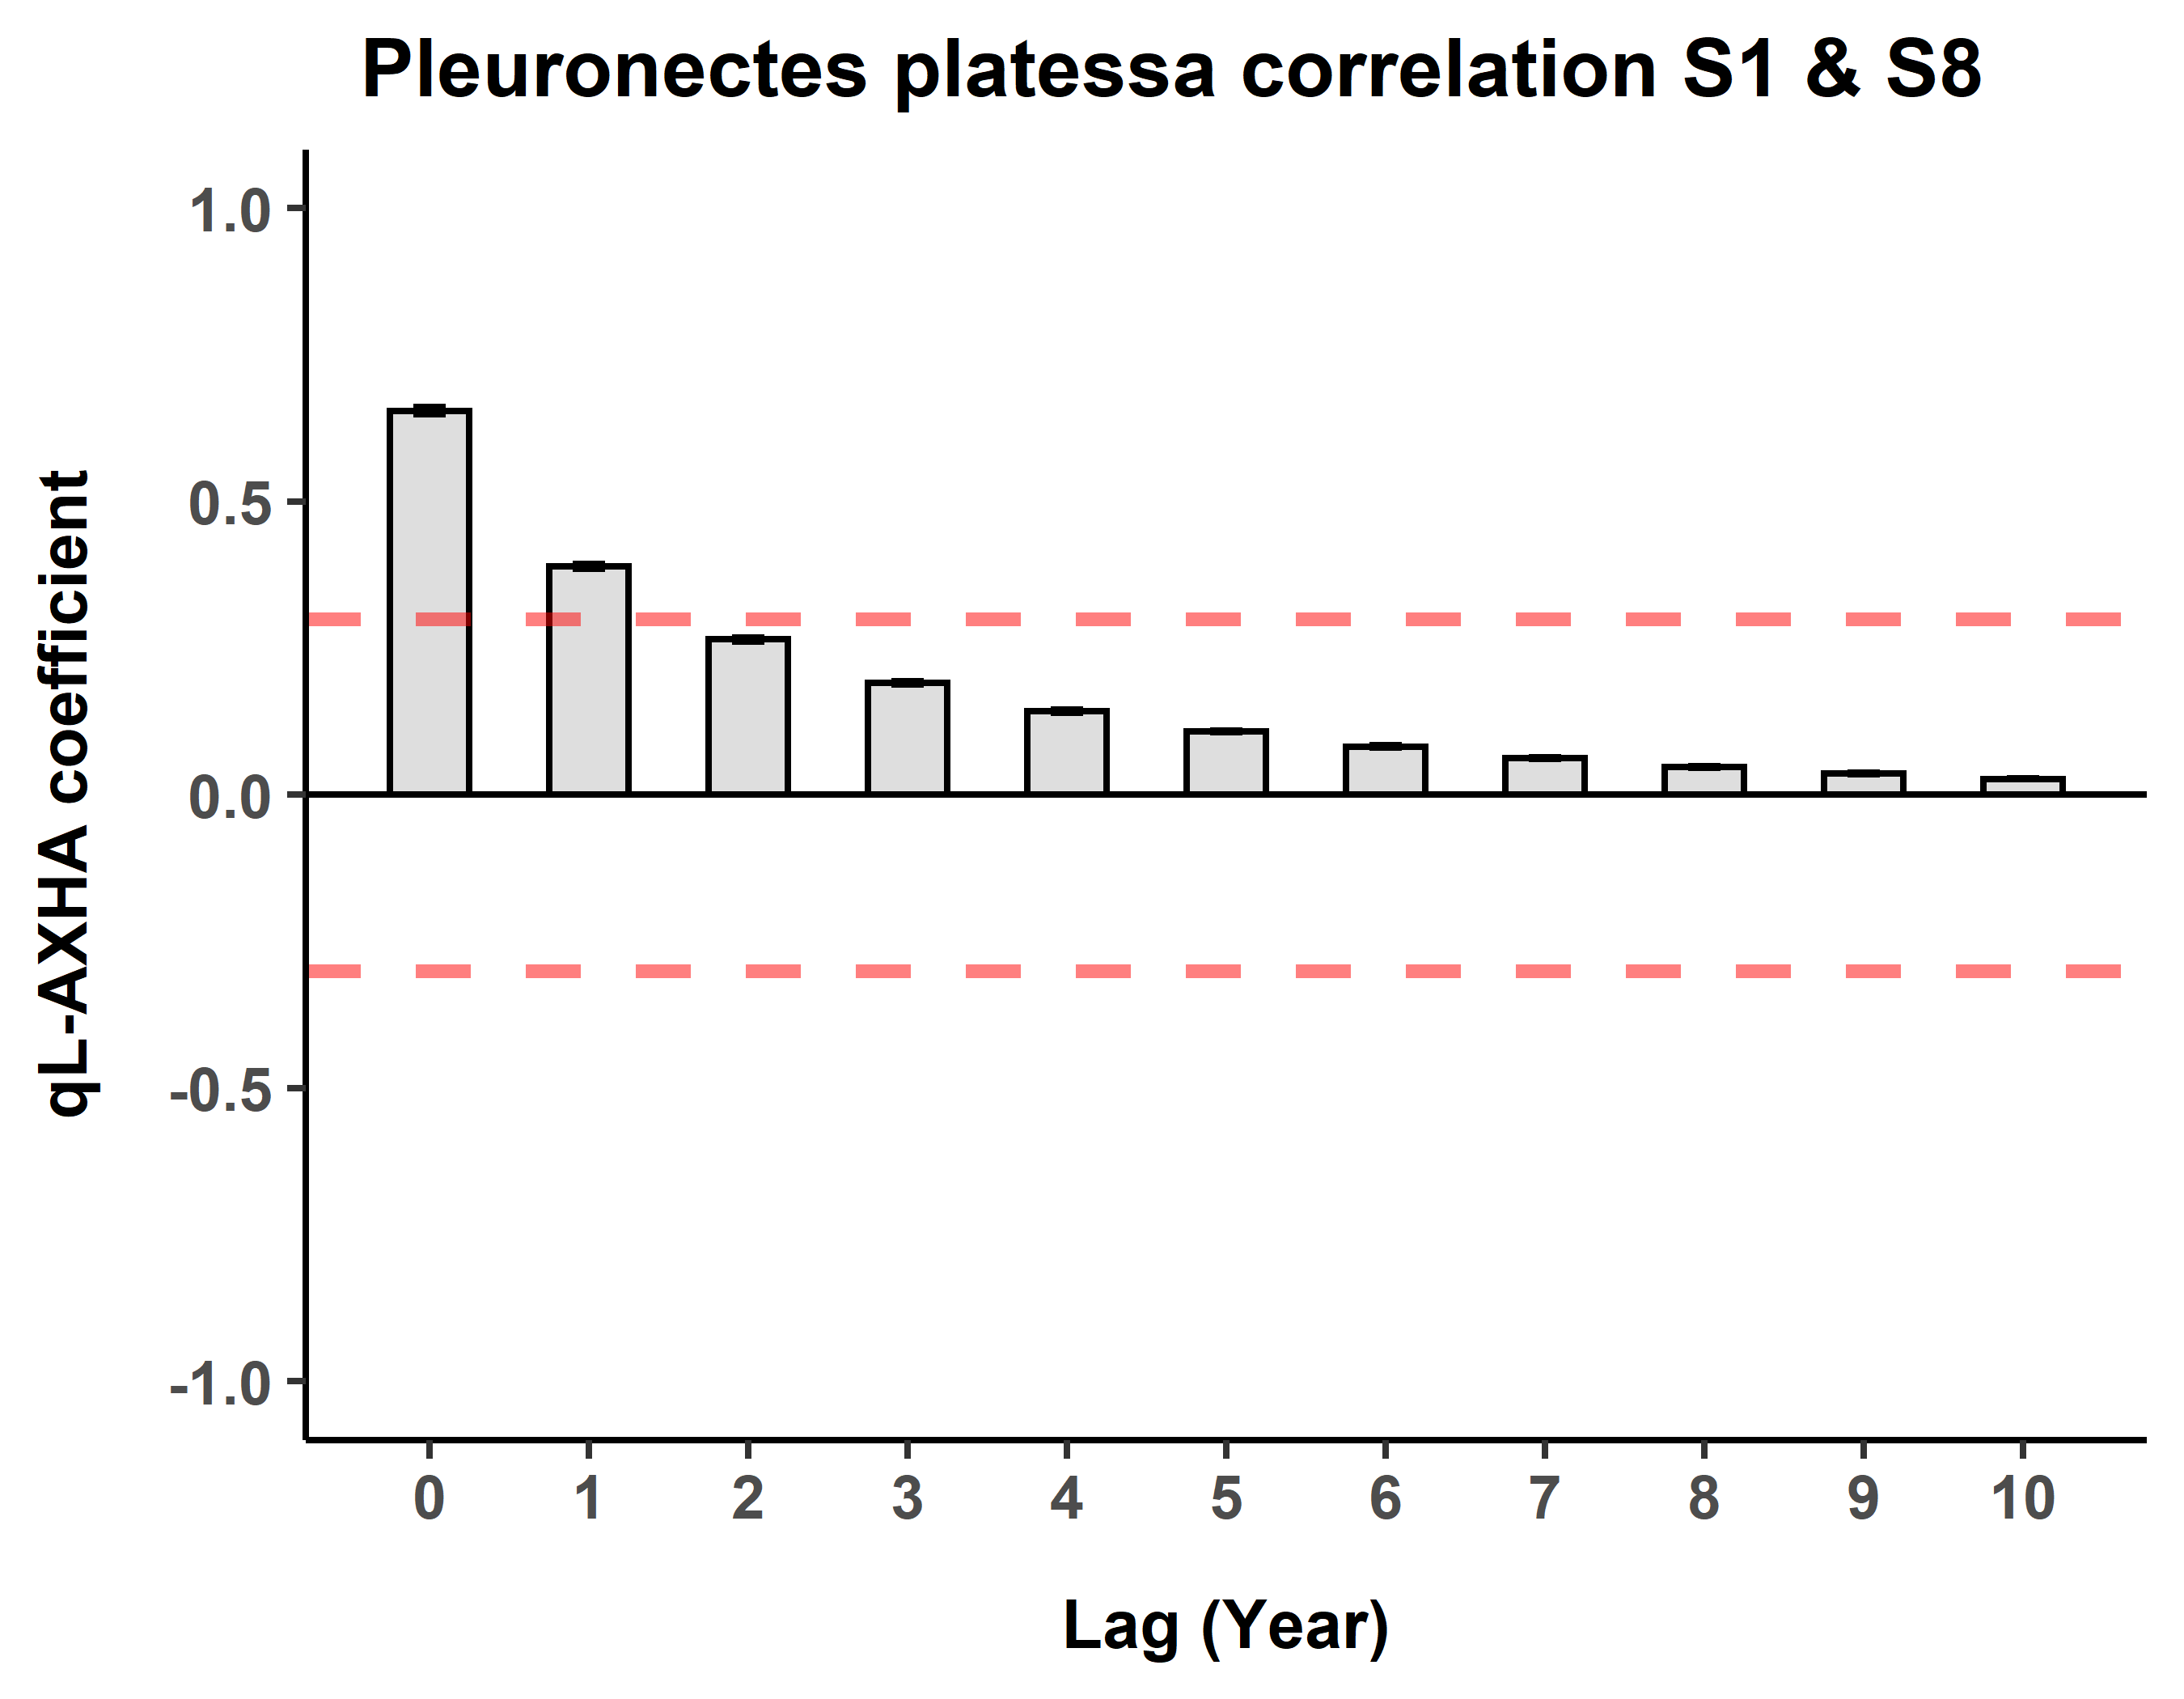 Pleuronectes platessa correlation S1 & S8
qL-AXHA coefficient
1.0
0.5
0.0
-0.5
-1.0
0 1 2 3 4 5 6 7 8 9 10
Lag (Year)